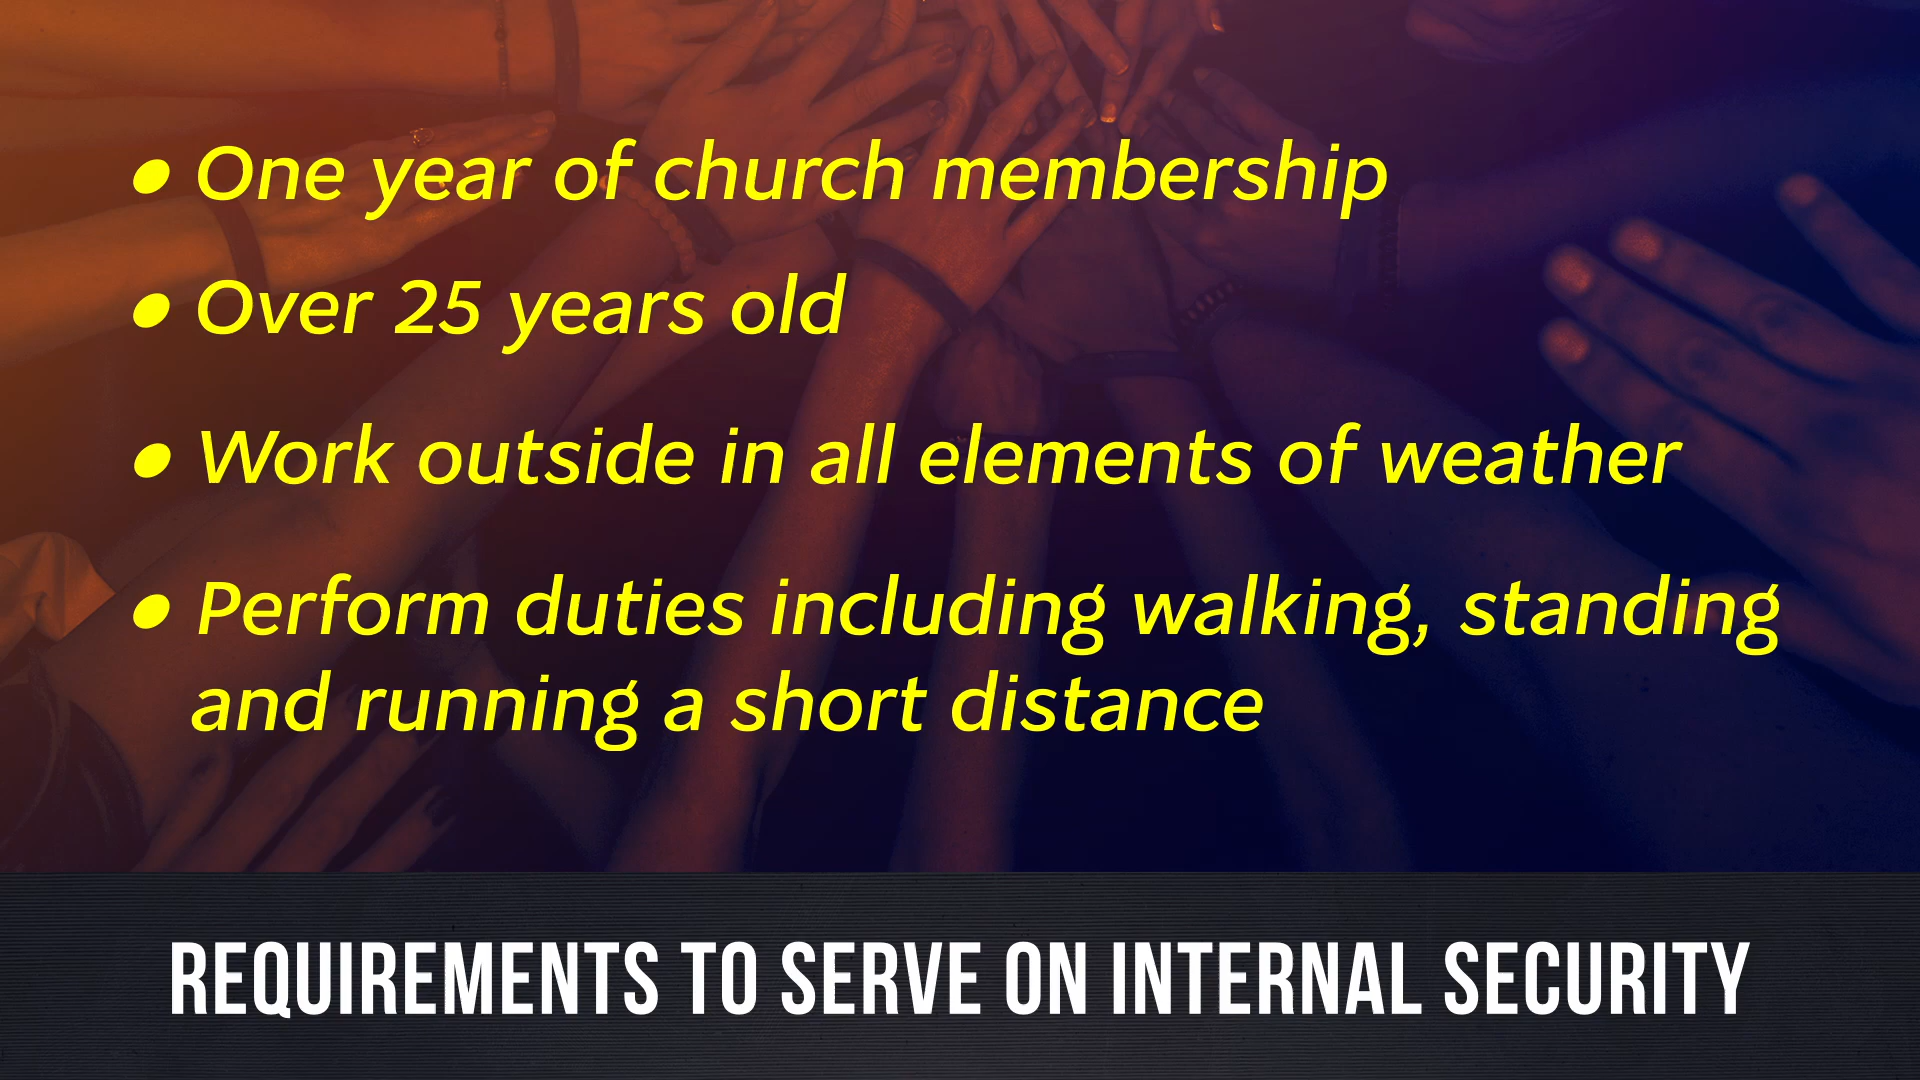 • One year of church membership
• Over 25 years old
• Work outside in all elements of weather
• Perform duties including walking, standing
and running a short distance
REQUIREMENTS TO SERVE ON INTERNAL SECURITY